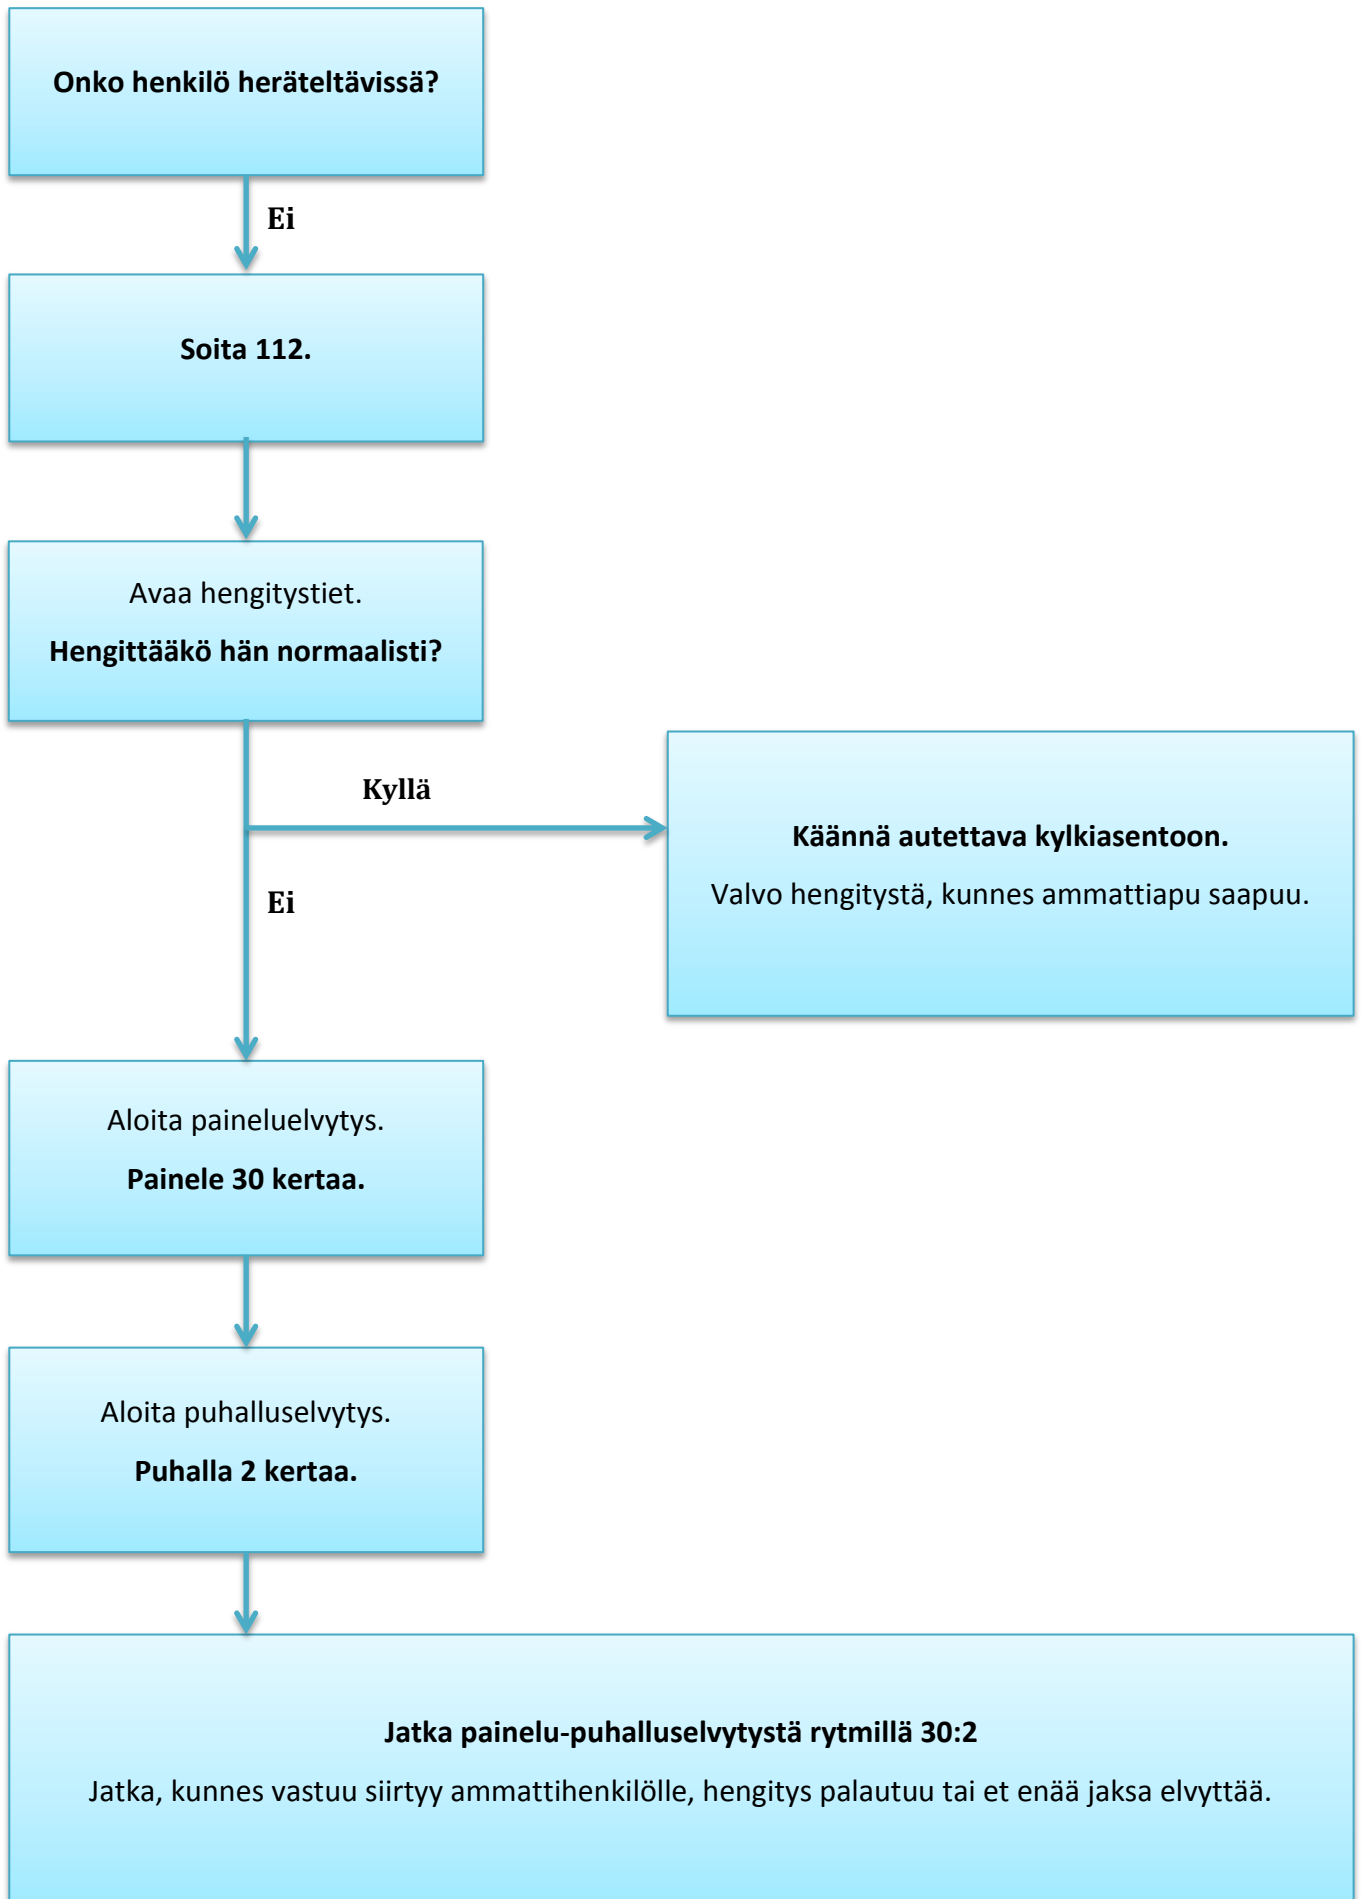 Onko henkilö heräteltävissä?
Ei
Soita 112.
Avaa hengitystiet.
Hengittääkö hän normaalisti?
Kyllä
Käännä autettava kylkiasentoon.
Valvo hengitystä, kunnes ammattiapu saapuu.
Ei
Aloita paineluelvytys.
Painele 30 kertaa.
Aloita puhalluselvytys.
Puhalla 2 kertaa.
Jatka painelu-puhalluselvytystä rytmillä 30:2
Jatka, kunnes vastuu siirtyy ammattihenkilölle, hengitys palautuu tai et enää jaksa elvyttää.